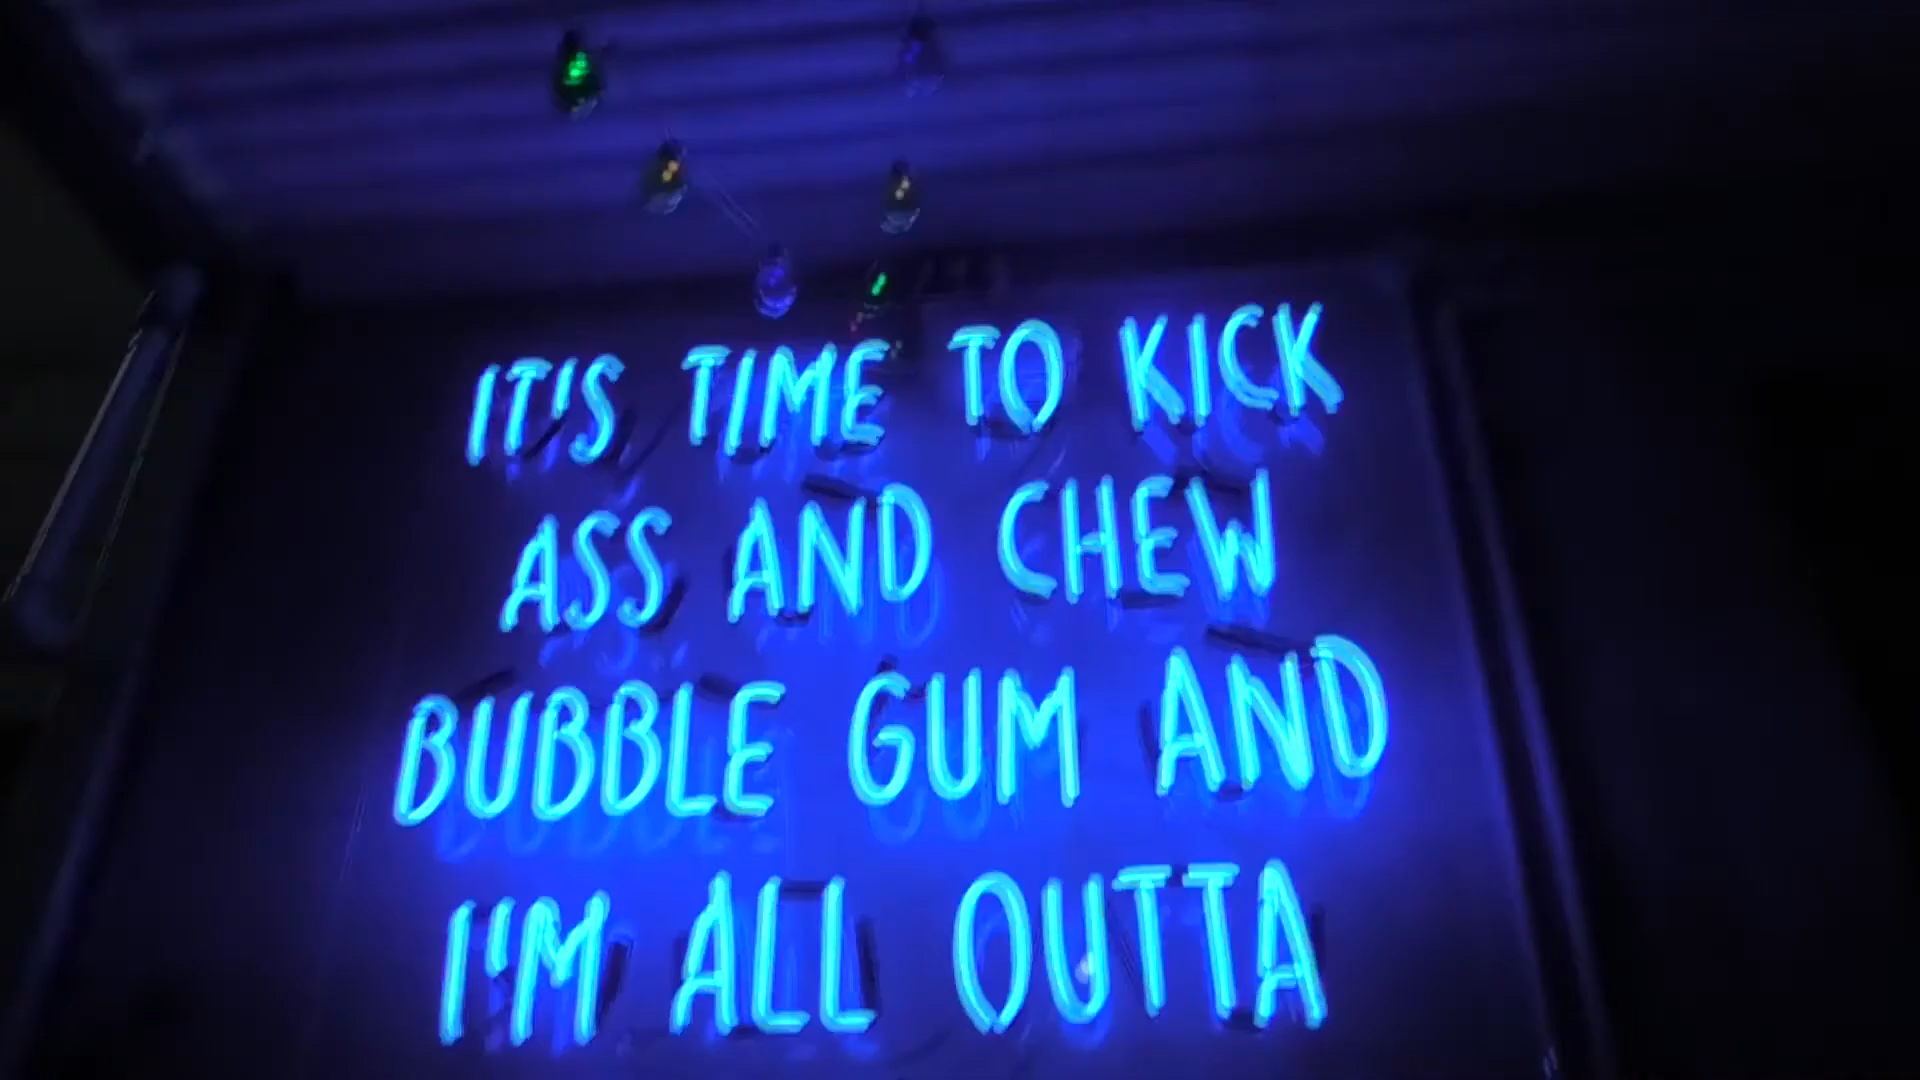 IT'S TIME TO KICK
ASS AND CHEW
BUBBLE GUM AND
I'M ALL OUTTA